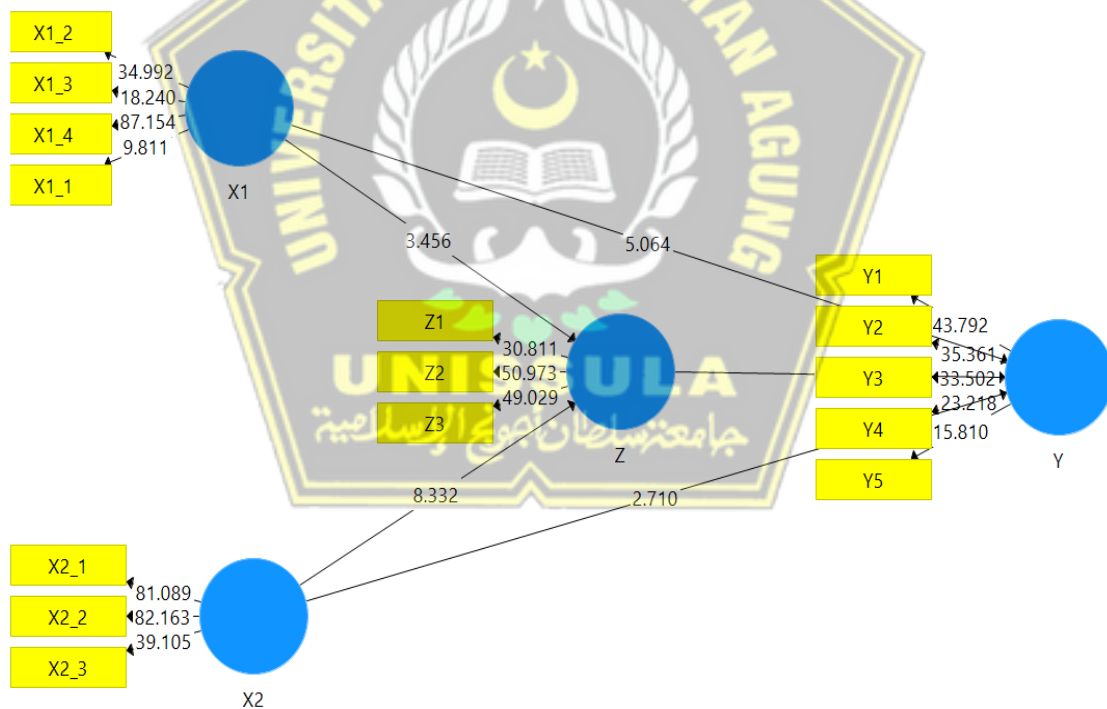 X1_2
34.992
X1_3
18.240
X1_4
87.154
9.811
X1_1
X1
3.456
5.064
UNIVERSITA
AN AGUNG
Z1
30.811
Z2
50.973
Z3
49.029
Z
UNISSULA
جامعة سلطان أجونج الإسلامية
Y1
43.792
Y2
35.361
Y3
33.502
23.218
Y4
15.810
Y5
Y
8.332
2.710
X2_1
81.089
X2_2
82.163
39.105
X2_3
X2